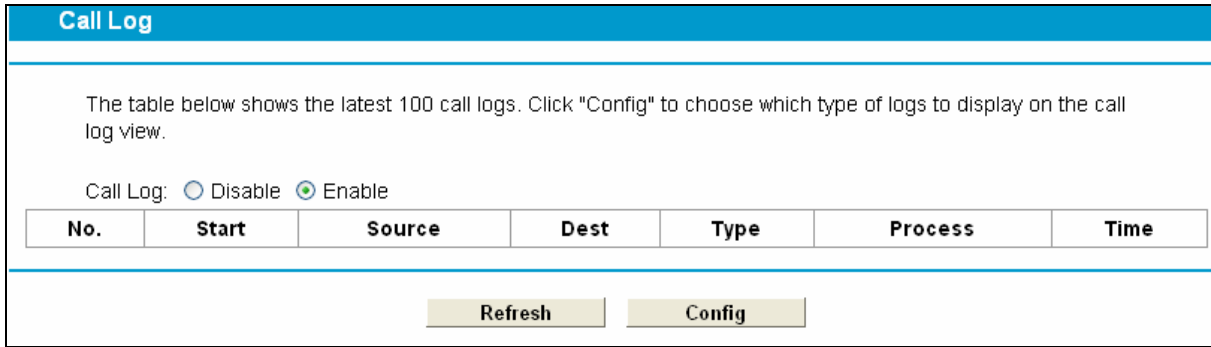 Call Log
The table below shows the latest 100 call logs. Click "Config" to choose which type of logs to display on the call
log view.
Call Log: Disable Enable
No. Start Source Dest Type Process Time
Refresh Config